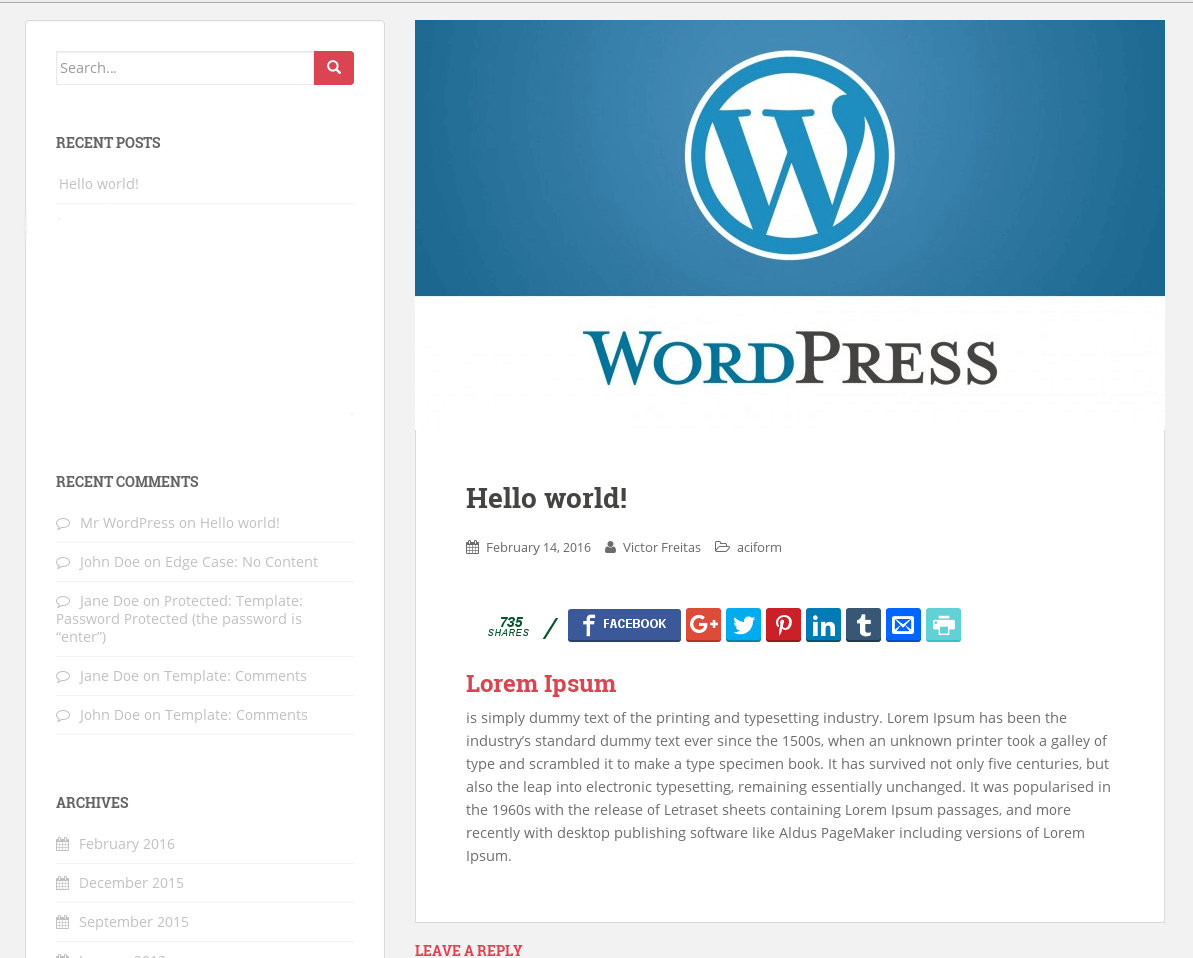 Search...
RECENT POSTS
Hello world!
RECENT COMMENTS
Mr WordPress on Hello world!
John Doe on Edge Case: No Content
Jane Doe on Protected: Template:
Password Protected (the password is
“enter”)
Jane Doe on Template: Comments
John Doe on Template: Comments
ARCHIVES
February 2016
December 2015
September 2015
W
WORDPRESS
Hello world!
February 14, 2016 Victor Freitas aciform
735
SHARES
/ f FACEBOOK G+ in t
Lorem Ipsum
is simply dummy text of the printing and typesetting industry. Lorem Ipsum has been the
industry’s standard dummy text ever since the 1500s, when an unknown printer took a galley of
type and scrambled it to make a type specimen book. It has survived not only five centuries, but
also the leap into electronic typesetting, remaining essentially unchanged. It was popularised in
the 1960s with the release of Letraset sheets containing Lorem Ipsum passages, and more
recently with desktop publishing software like Aldus PageMaker including versions of Lorem
Ipsum.
LEAVE A REPLY